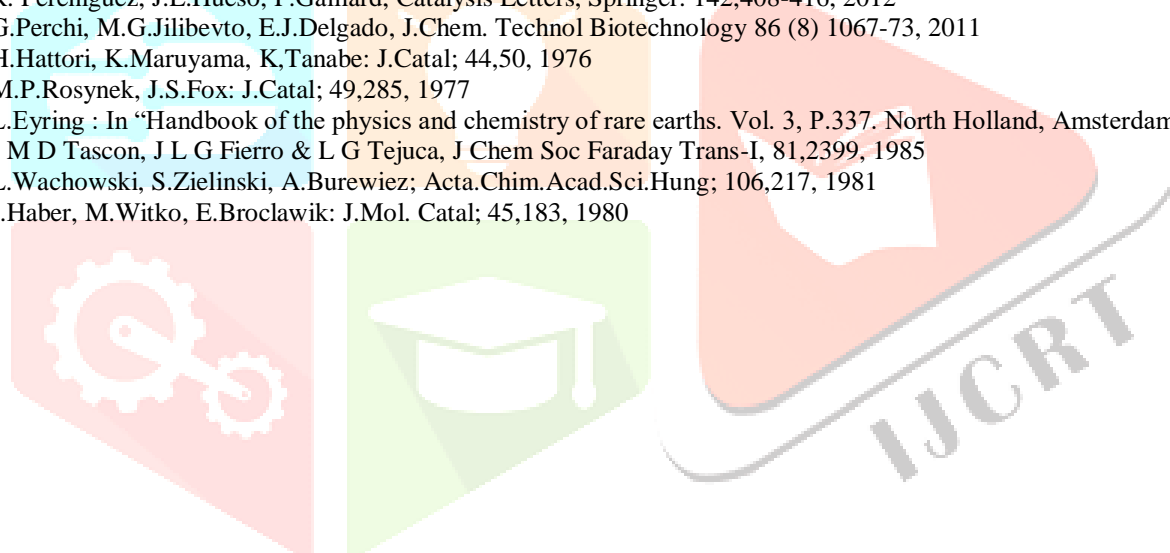 R. Pereniguez, J.L.Hueso, F.Gaillard, Catalysis Letters, Springer. 142,408-416, 2012
G.Perchi, M.G.Jilibevto, E.J.Delgado, J.Chem. Technol Biotechnology 86 (8) 1067-73, 2011
H.Hattori, K.Maruyama, K,Tanabe: J.Catal; 44,50, 1976
M.P.Rosynek, J.S.Fox: J.Catal; 49,285, 1977
L.Eyring : In “Handbook of the physics and chemistry of rare earths. Vol. 3, P.337. North Holland, Amsterdam
M D Tascon, J L G Fierro & L G Tejuca, J Chem Soc Faraday Trans-I, 81,2399, 1985
L.Wachowski, S.Zielinski, A.Burewiez; Acta.Chim.Acad.Sci.Hung; 106,217, 1981
.Haber, M.Witko, E.Broclawik: J.Mol. Catal; 45,183, 1980
IJCRT